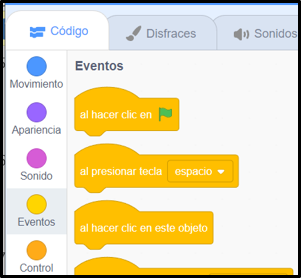 Código
Disfraces
Sonidos
Movimiento
Apariencia
Sonido
Eventos
Control
Eventos
al hacer clic en
al presionar tecla espacio
al hacer clic en este objeto